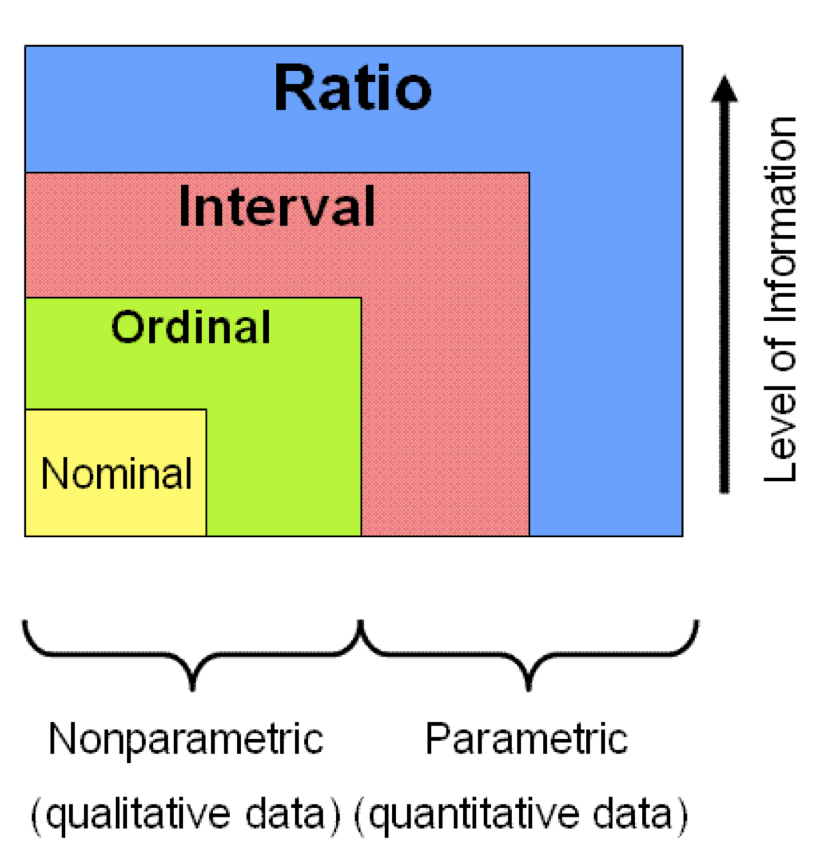 Ratio
Interval
Ordinal
Nominal
Level of Information
Nonparametric
(qualitative data)
Parametric
(quantitative data)